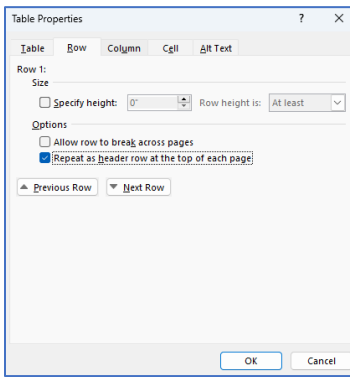 Table Properties ? X
Table Row Column Cell Alt Text
Row 1:
Size
Specify height: 0" Row height is: At least
Options
Allow row to break across pages
Repeat as header row at the top of each page
Previous Row Next Row
OK Cancel